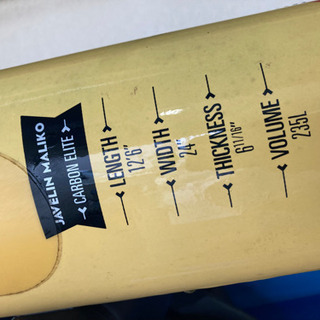 JAVELIN MALIKO
CARBON ELITE
LENGTH
12'6"
WIDTH
24"
THICKNESS
6 11/16"
VOLUME
235L